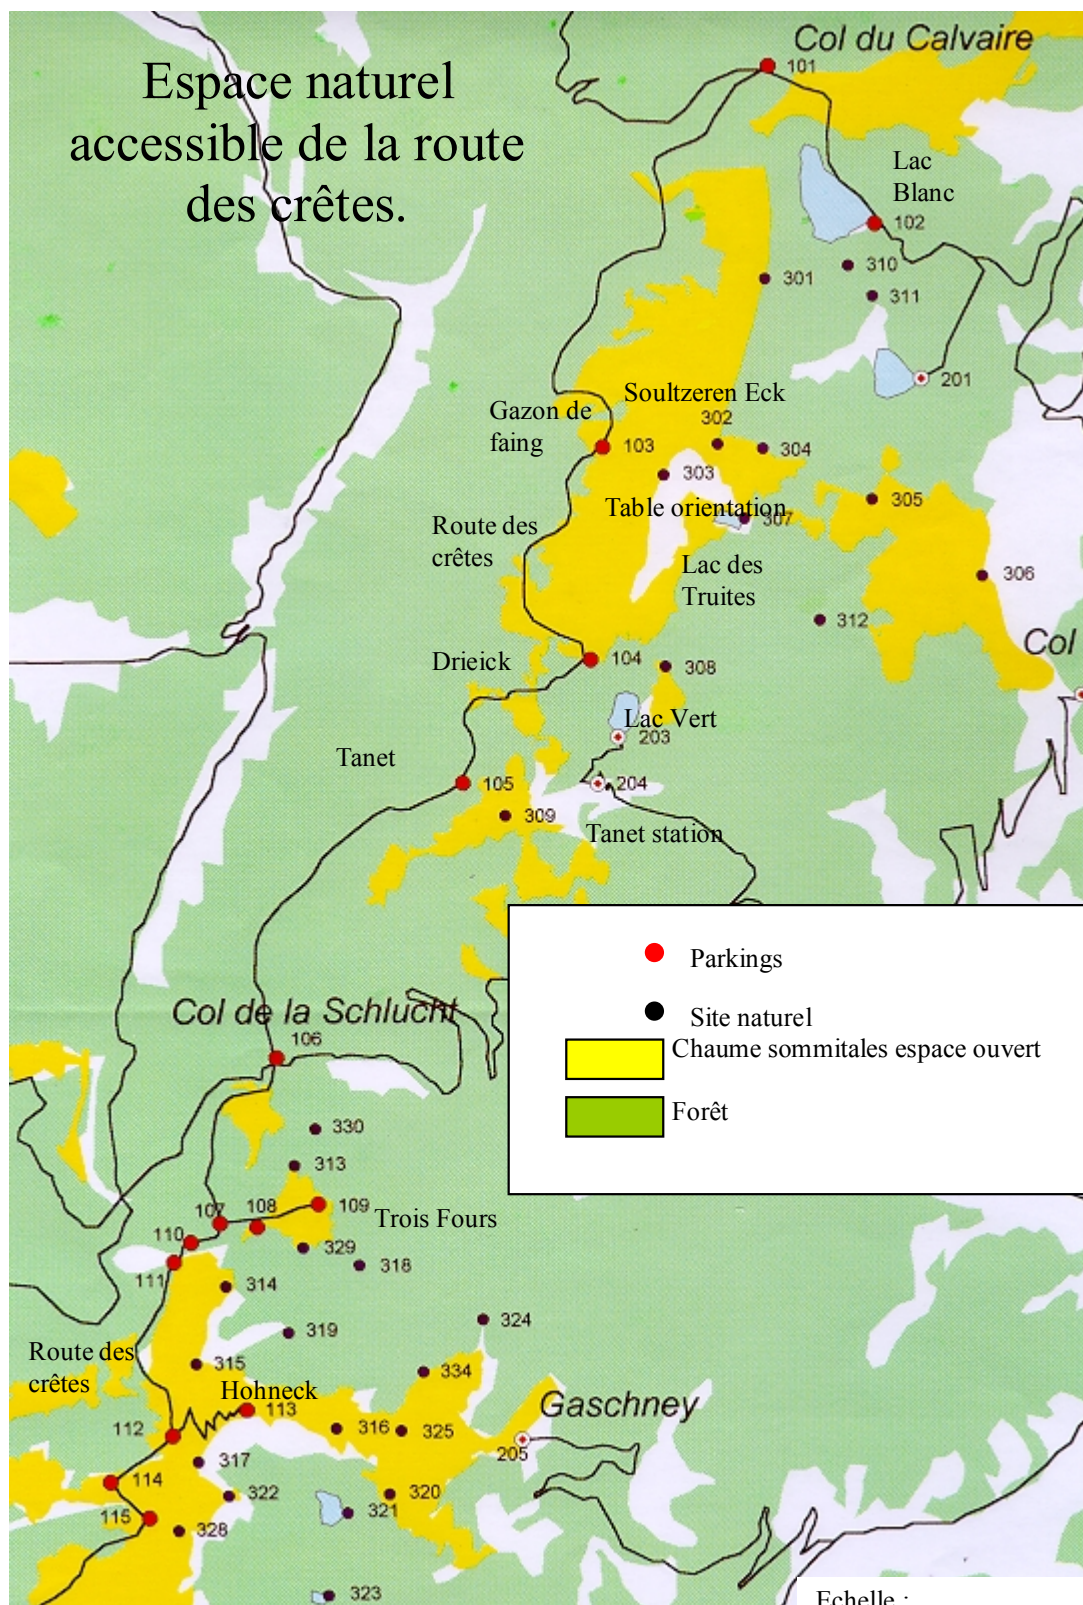 Espace naturel
accessible de la route
des crêtes.
Col du Calvaire
101
Lac
Blanc
102
310
301
311
201
Soultzeren Eck
Gazon de
faing
302
103
304
303
305
Table orientation
307
Route des
crêtes
Lac des
Truites
306
312
Col
Drieick
104
308
Lac Vert
203
Tanet
105
204
309
Tanet station
Parkings
Site naturel
Chaume sommitales espace ouvert
Forêt
Col de la Schlucht
106
330
313
107
108
109
Trois Fours
110
329
318
111
314
324
319
Route des
crêtes
315
334
Hohneck
113
Gaschney
112
316
325
205
317
114
322
320
321
115
328
323
Echelle :